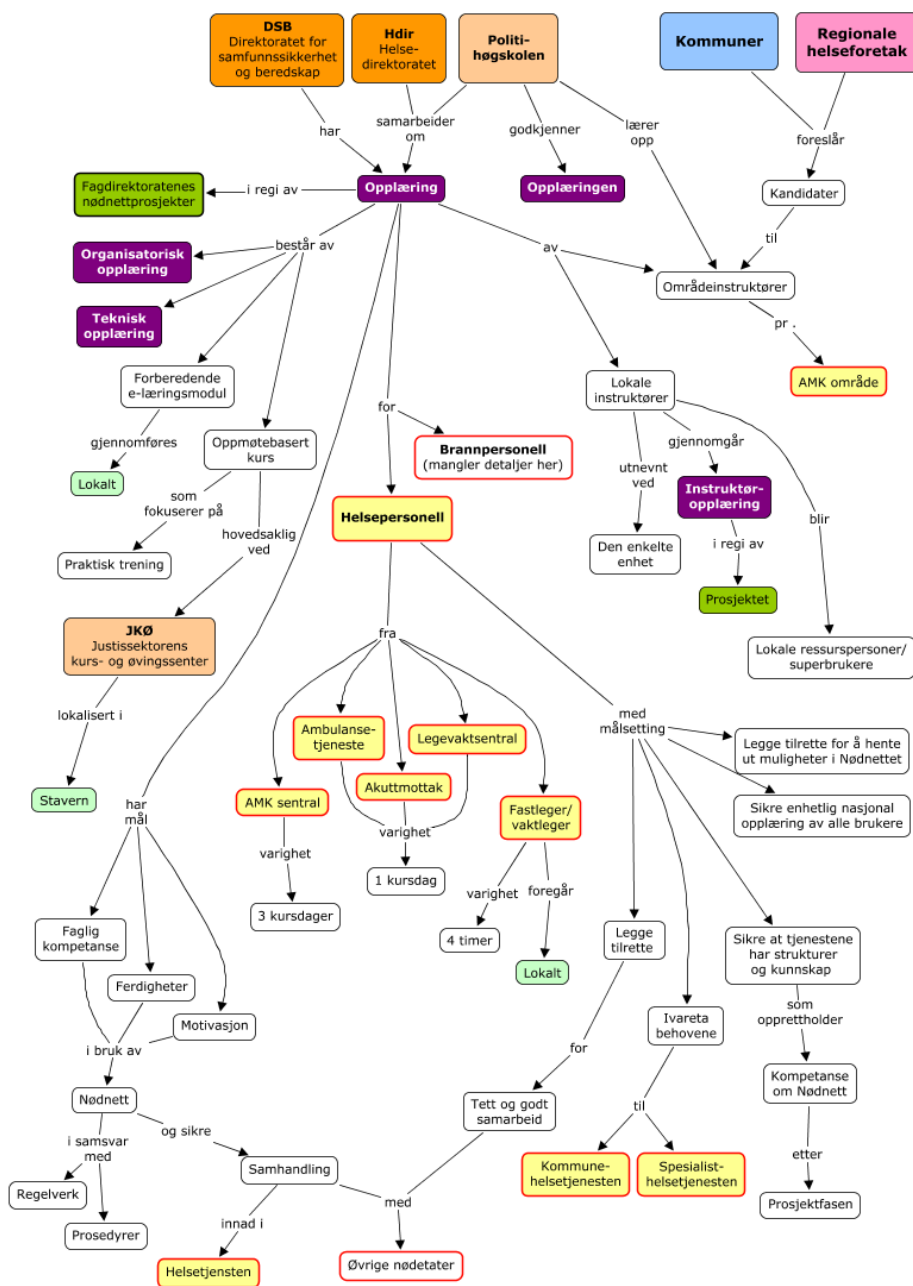 DSB
Direktoratet for
samfunnssikkerhet
og beredskap
Hdir
Helse-
direktoratet
Politi-
høgskolen
Kommuner
Regionale
helseforetak
har
samarbeider
om
godkjenner
lærer
opp
foreslår
Fagdirektoratenes
nødnettprosjekter
i regi av
Opplæring
Opplæringen
Kandidater
til
består av
av
Organisatorisk
opplæring
Områdeinstruktører
Teknisk
opplæring
pr .
Forberedende
e-læringsmodul
Lokale
instruktører
AMK område
for
gjennomføres
Oppmøtebasert
kurs
Brannpersonell
(mangler detaljer her)
gjennomgår
utnevnt
ved
Lokalt
som
fokuserer på
Instruktør-
opplæring
Helsepersonell
blir
hovedsaklig
ved
Praktisk trening
Den enkelte
enhet
i regi av
Prosjektet
JKØ
Justissektorens
kurs- og øvingssenter
fra
Lokale ressurspersoner/
superbrukere
lokalisert i
med
målsetting
Ambulanse-
tjeneste
Legevaktsentral
Legge tilrette for å hente
ut muligheter i Nødnettet
Stavern
har
mål
AMK sentral
Akuttmottak
Fastleger/
vaktleger
Sikre enhetlig nasjonal
opplæring av alle brukere
varighet
varighet
1 kursdag
varighet
foregår
3 kursdager
4 timer
Lokalt
Faglig
kompetanse
Legge
tilrette
Sikre at tjenestene
har strukturer
og kunnskap
Ferdigheter
Motivasjon
Ivareta
behovene
som
opprettholder
i bruk av
for
Nødnett
Tett og godt
samarbeid
Kompetanse
om Nødnett
til
i samsvar
med
og sikre
etter
Samhandling
Kommune-
helsetjenesten
Spesialist-
helsetjenesten
Regelverk
med
Prosjektfasen
innad i
Prosedyrer
Helsetjensten
Øvrige nødetater